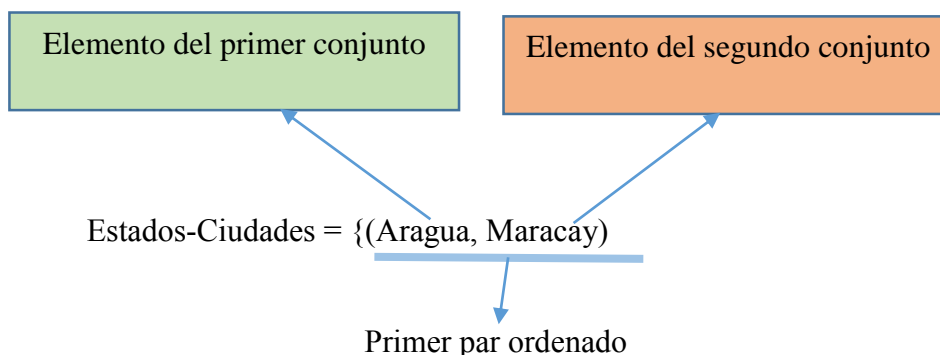 Elemento del primer conjunto
Elemento del segundo conjunto
Estados-Ciudades = {(Aragua, Maracay)
Primer par ordenado